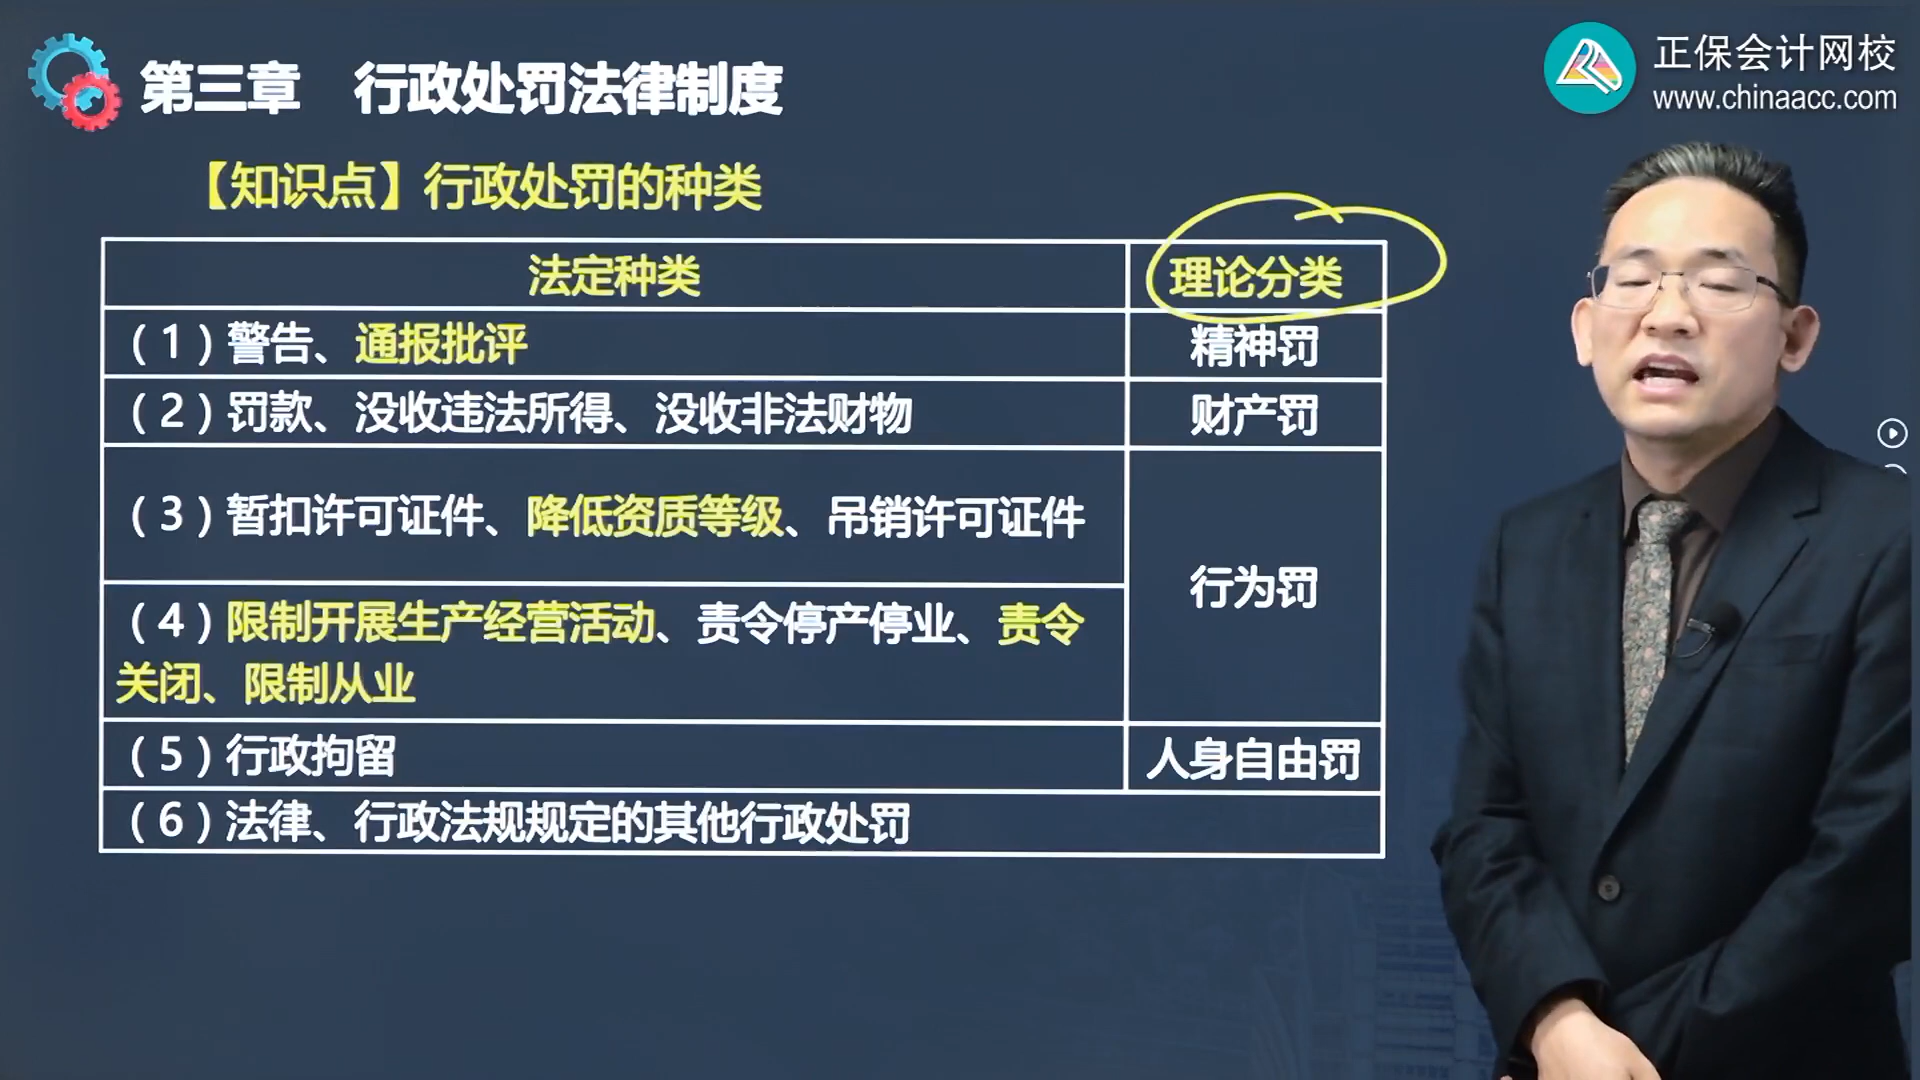 第三章 行政处罚法律制度
正保会计网校
www.chinaacc.com
【知识点】行政处罚的种类
法定种类
理论分类
（1）警告、通报批评
精神罚
（2）罚款、没收违法所得、没收非法财物
财产罚
（3）暂扣许可证件、降低资质等级、吊销许可证件
行为罚
（4）限制开展生产经营活动、责令停产停业、责令
关闭、限制从业
（5）行政拘留
人身自由罚
（6）法律、行政法规规定的其他行政处罚